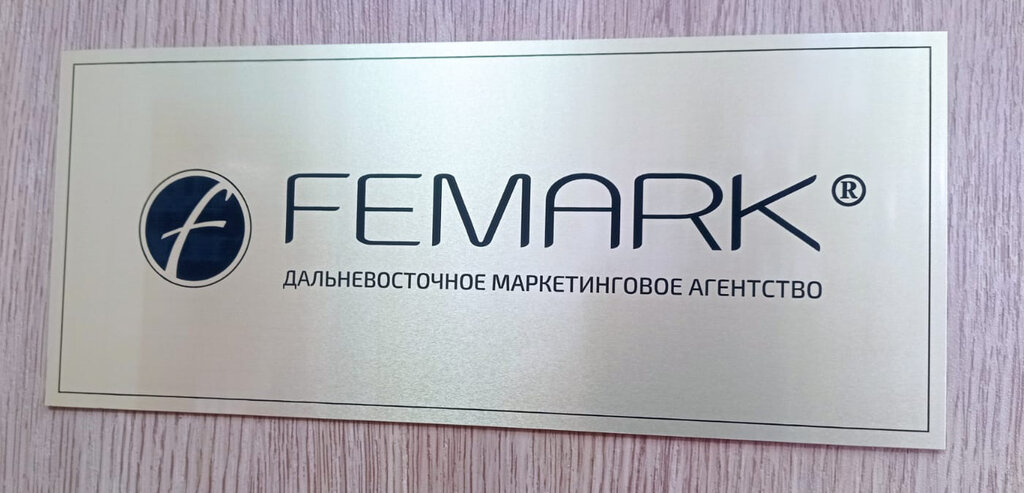 f FEMARK®
ДАЛЬНЕВОСТОЧНОЕ МАРКЕТИНГОВОЕ АГЕНТСТВО